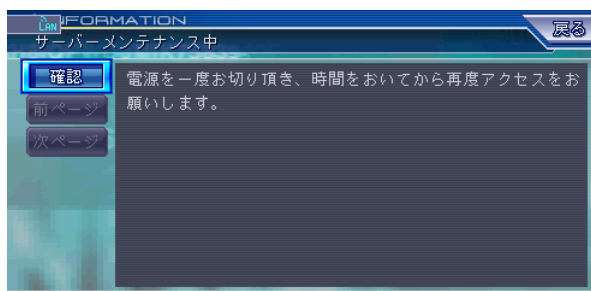 LAN
INFORMATION
戻る
サーバーメンテナンス中
確認
電源を一度お切り頂き、時間をおいてから再度アクセスをお
願いします。
前ページ
次ページ